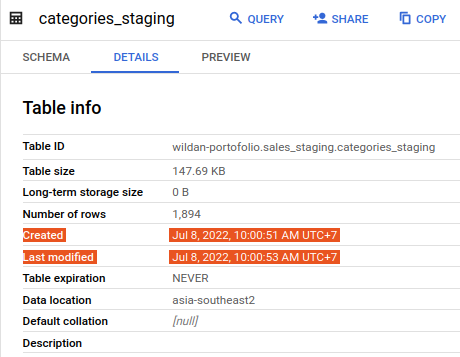 categories_staging QUERY SHARE COPY
SCHEMA DETAILS PREVIEW
Table info
Table ID wildan-portofolio.sales_staging.categories_staging
Table size 147.69 KB
Long-term storage size 0 B
Number of rows 1,894
Created Jul 8, 2022, 10:00:51 AM UTC+7
Last modified Jul 8, 2022, 10:00:53 AM UTC+7
Table expiration NEVER
Data location asia-southeast2
Default collation [null]
Description